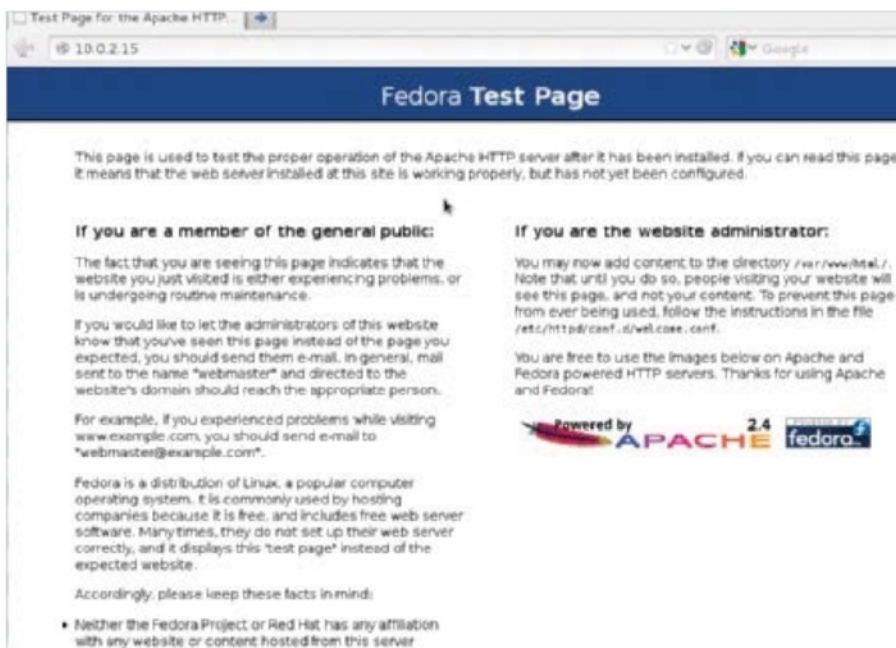 Test Page for the Apache HTTP...
10.0.2.15
Google
Fedora Test Page
This page is used to test the proper operation of the Apache HTTP server after it has been installed. If you can read this page
it means that the web server installed at this site is working properly, but has not yet been configured.
If you are a member of the general public:
The fact that you are seeing this page indicates that the
website you just visited is either experiencing problems, or
is undergoing routine maintenance.
If you would like to let the administrators of this website
know that you've seen this page instead of the page you
expected, you should send them e-mail. In general, mail
sent to the name "webmaster" and directed to the
website's domain should reach the appropriate person.
For example, if you experienced problems while visiting
www.example.com, you should send e-mail to
"webmaster@example.com".
Fedora is a distribution of Linux, a popular computer
operating system. It is commonly used by hosting
companies because it is free, and includes free web server
software. Many times, they do not set up their web server
correctly, and it displays this "test page" instead of the
expected website.
Accordingly, please keep these facts in mind:
• Neither the Fedora Project or Red Hat has any affiliation
with any website or content hosted from this server
If you are the website administrator:
You may now add content to the directory /var/www/html/.
Note that until you do so, people visiting your website will
see this page, and not your content. To prevent this page
from ever being used, follow the instructions in the file
/etc/httpd/conf.d/welcome.conf.
You are free to use the images below on Apache and
Fedora powered HTTP servers. Thanks for using Apache
and Fedora!
Powered by
APACHE 2.4
fedora